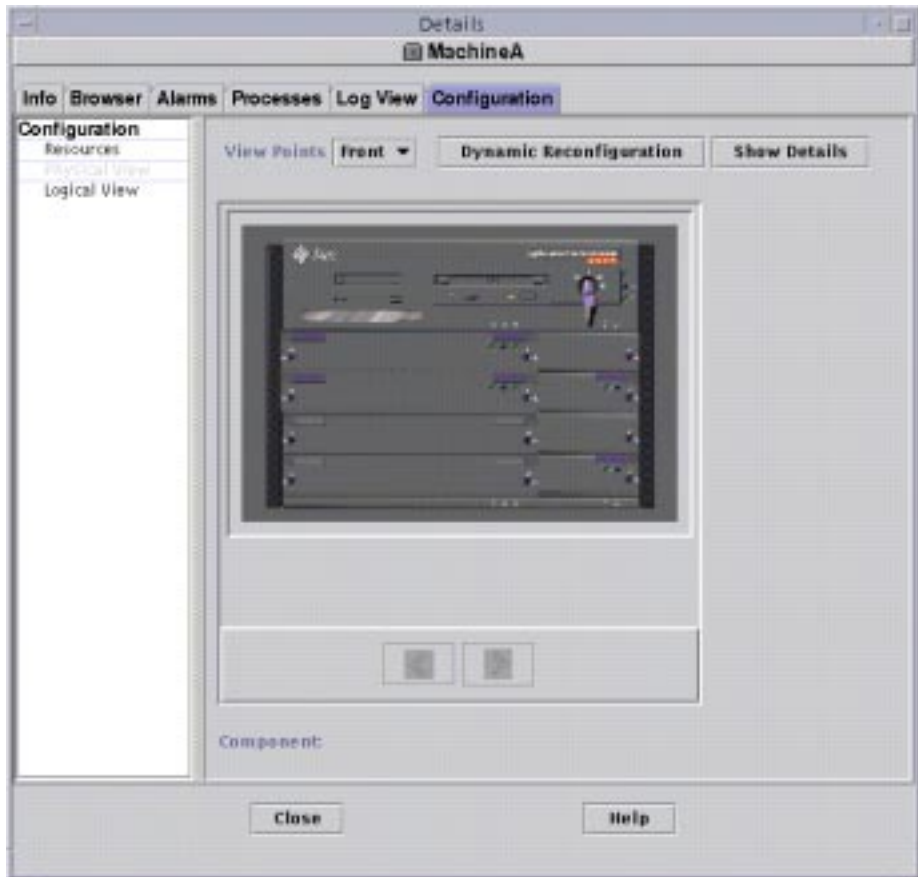 Details
MachineA
Info Browser Alarms Processes Log View Configuration
Configuration
Resources
Physical View
Logical View
View Points Front Dynamic Reconfiguration Show Details
Sun
Component:
Close Help